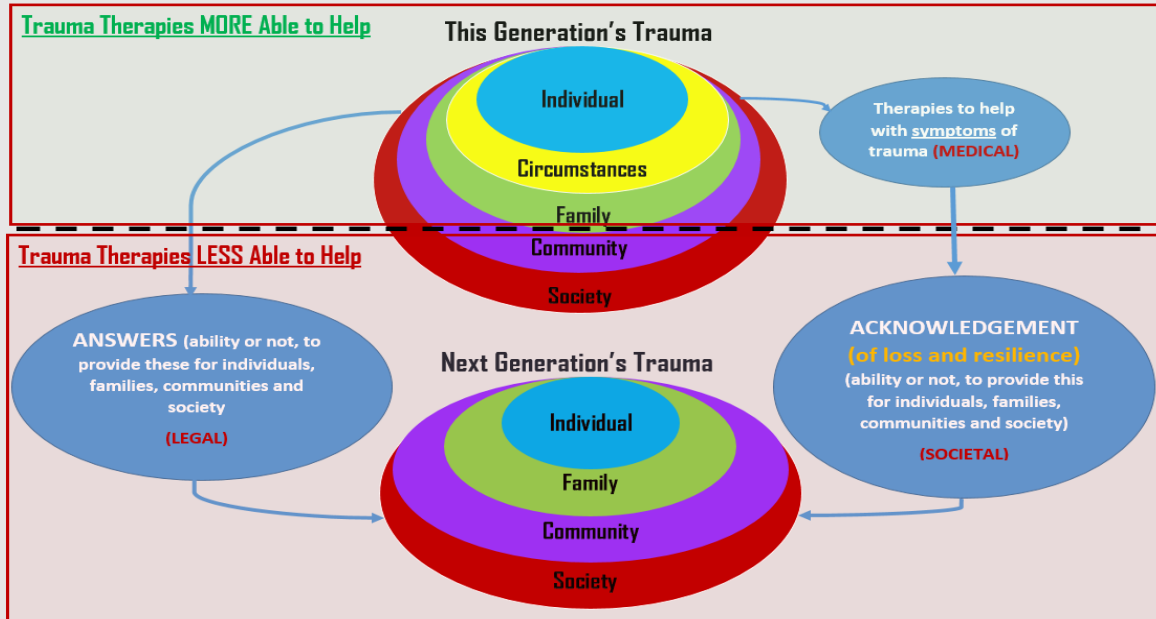 Trauma Therapies MORE Able to Help
This Generation's Trauma
Individual
Circumstances
Family
Community
Society
Therapies to help
with symptoms of
trauma (MEDICAL)
Trauma Therapies LESS Able to Help
ANSWERS (ability or not, to
provide these for individuals,
families, communities and
society
(LEGAL)
ACKNOWLEDGEMENT
(of loss and resilience)
(ability or not, to provide this
for individuals, families,
communities and society)
(SOCIETAL)
Next Generation's Trauma
Individual
Family
Community
Society